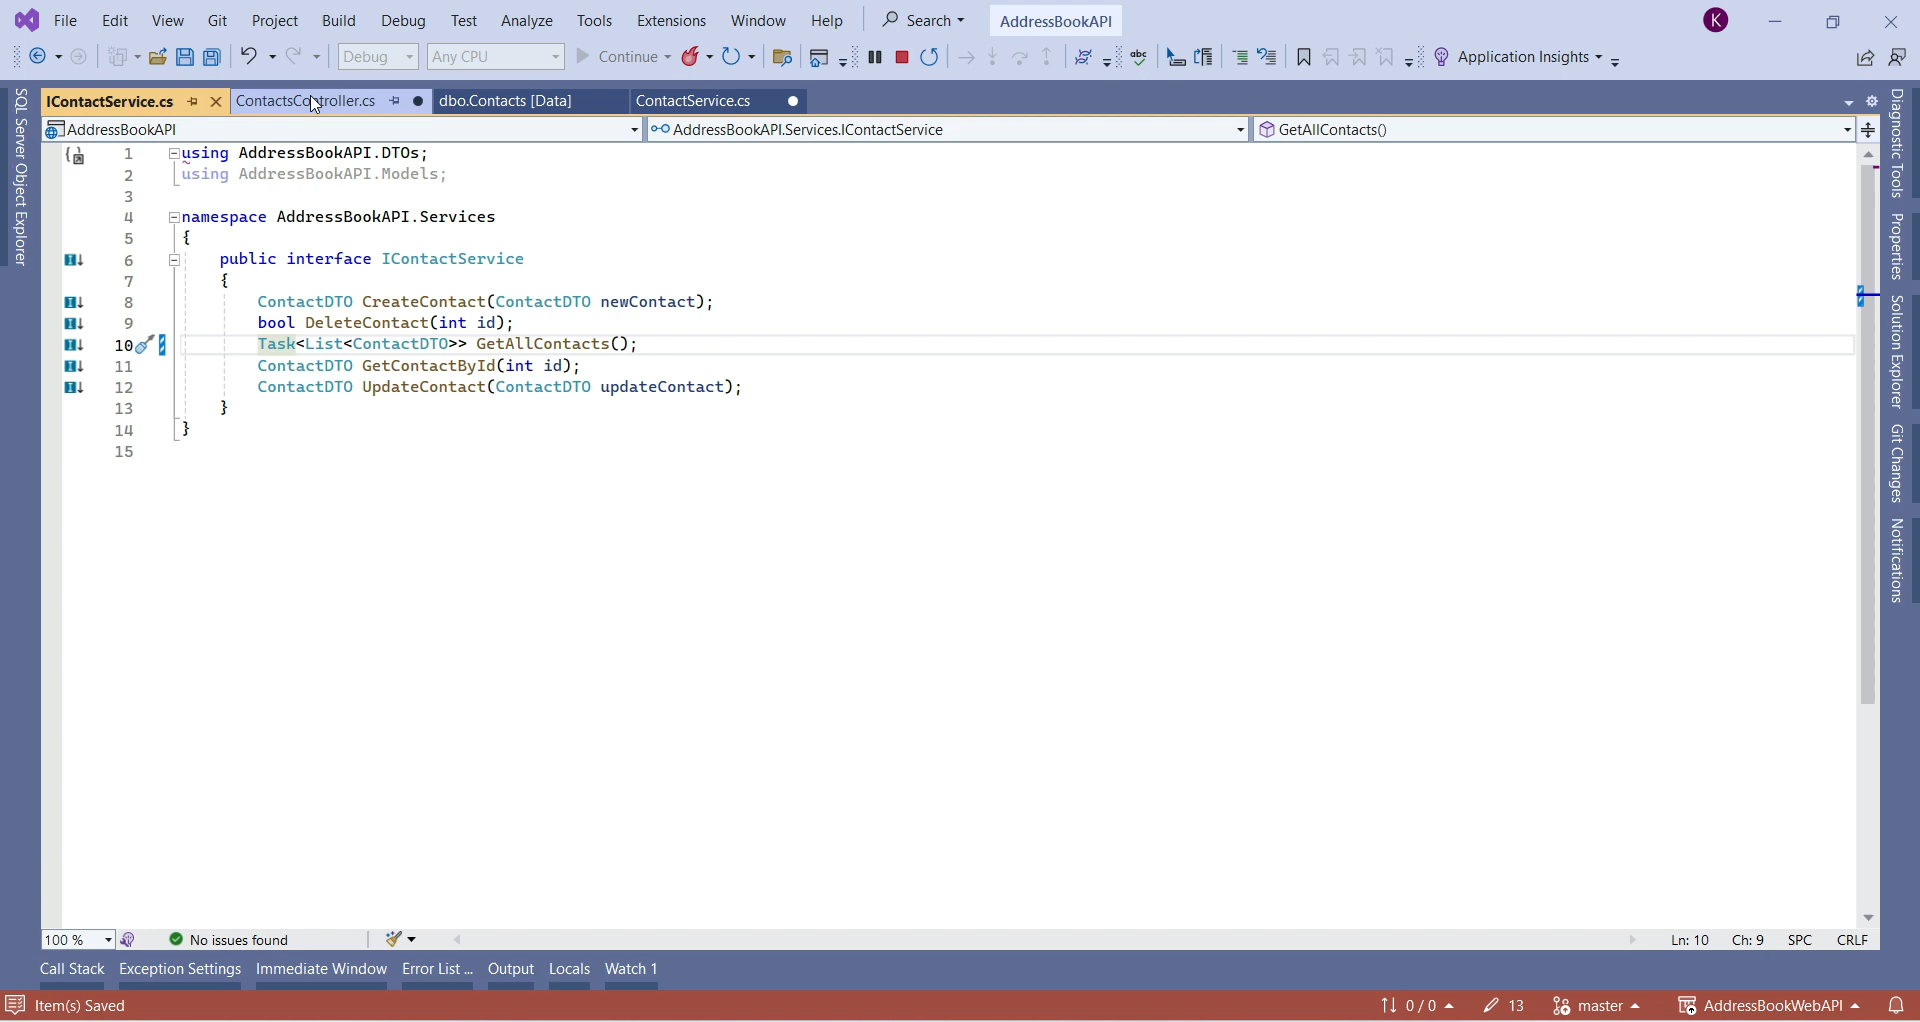 File Edit View Git Project Build Debug Test Analyze Tools Extensions Window Help Search AddressBookAPI K
Debug Any CPU Continue abc Application Insights
IContactService.cs ContactsController.cs dbo.Contacts [Data] ContactService.cs
AddressBookAPI AddressBookAPI.Services.IContactService GetAllContacts()
1 using AddressBookAPI.DTOs;
2 using AddressBookAPI.Models;
3
4 namespace AddressBookAPI.Services
5 {
6 public interface IContactService
7 {
8 ContactDTO CreateContact(ContactDTO newContact);
9 bool DeleteContact(int id);
10 Task<List<ContactDTO>> GetAllContacts();
11 ContactDTO GetContactById(int id);
12 ContactDTO UpdateContact(ContactDTO updateContact);
13 }
14 }
15
SQL Server Object Explorer
Diagnostic Tools
Properties
Solution Explorer
Git Changes
Notifications
100 % No issues found Ln: 10 Ch: 9 SPC CRLF
Call Stack Exception Settings Immediate Window Error List ... Output Locals Watch 1
Item(s) Saved 0 / 0 13 master AddressBookWebAPI